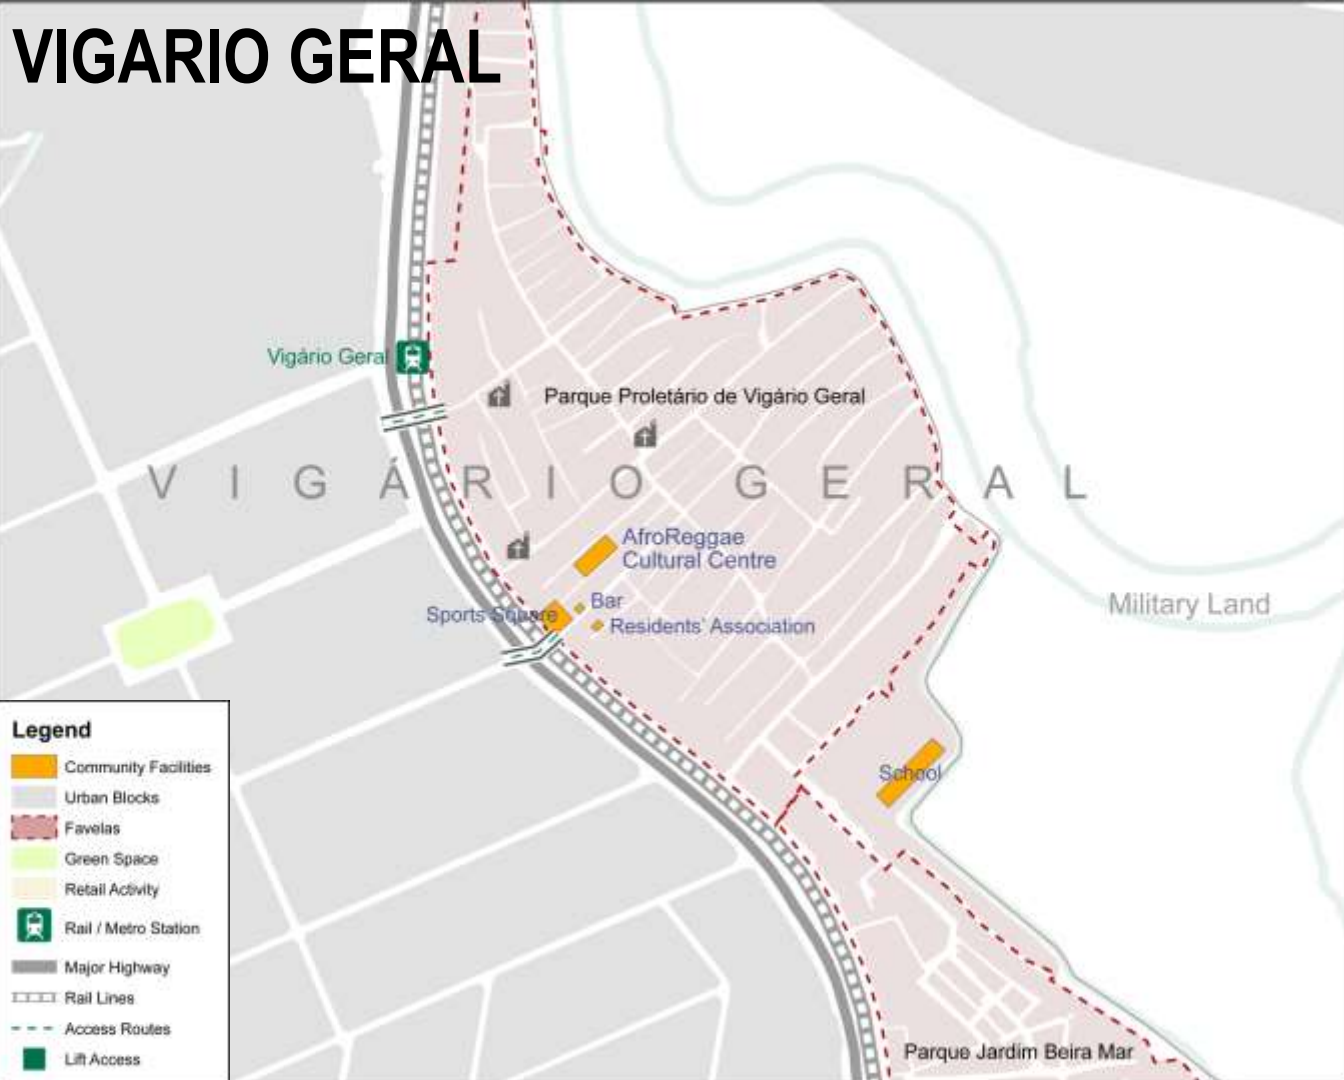 VIGARIO GERAL
Vigário Geral
Parque Proletário de Vigário Geral
VIGÁRIO GERAL
AfroReggae
Cultural Centre
Bar
Sports Square
Residents' Association
Military Land
School
Parque Jardim Beira Mar
Legend
Community Facilities
Urban Blocks
Favelas
Green Space
Retail Activity
Rail / Metro Station
Major Highway
Rail Lines
Access Routes
Lift Access